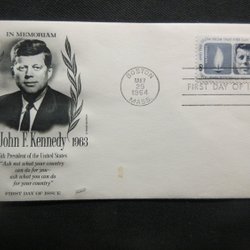 IN MEMORIAM
John F. Kennedy 1963
th President of the United States
"Ask not what your country
can do for you-
ask what you can do
for your country"
FIRST DAY OF ISSUE
BOSTON
MAY
29
1964
MASS.
FIRST DAY OF I